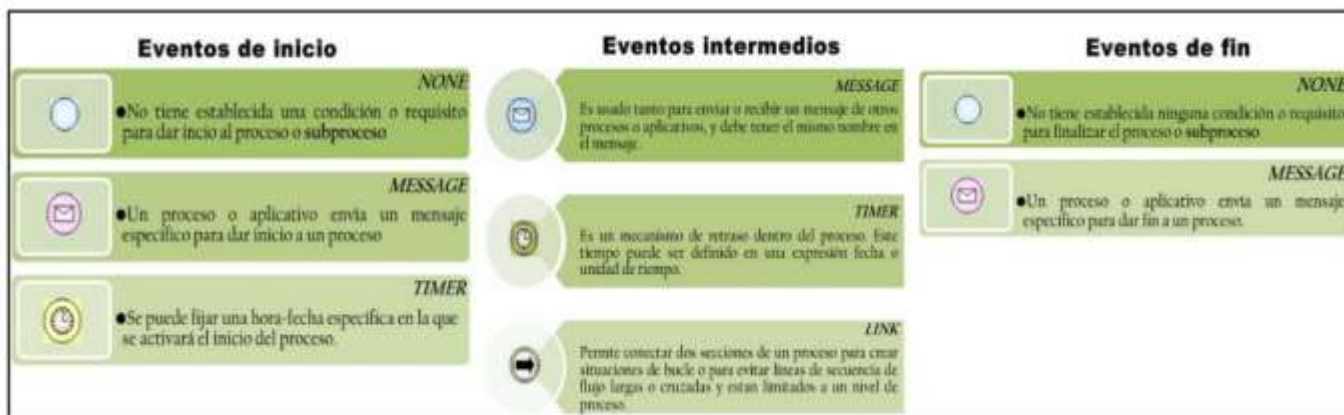 Eventos de inicio
NONE
●No tiene establecida una condición o requisito
para dar incio al proceso o subproceso
MESSAGE
●Un proceso o aplicativo envia un mensaje
específico para dar inicio a un proceso
TIMER
●Se puede fijar una hora-fecha específica en la que
se activará el inicio del proceso.
Eventos intermedios
MESSAGE
Es usado tanto para enviar o recibir un mensaje de otros
procesos o aplicativos, y debe tener el mismo nombre en
el mensaje.
TIMER
Es un mecanismo de retraso dentro del proceso. Este
tiempo puede ser definido en una expresión fecha o
unidad de tiempo.
LINK
Permite conectar dos secciones de un proceso para crear
situaciones de bucle o para evitar líneas de secuencia de
flujo largas o cruzadas y estan limitados a un nivel de
proceso
Eventos de fin
NONE
●No tiene establecida ninguna condición o requisito
para finalizar el proceso o subproceso
MESSAGE
●Un proceso o aplicativo envia un mensaje
específico para dar fin a un proceso.